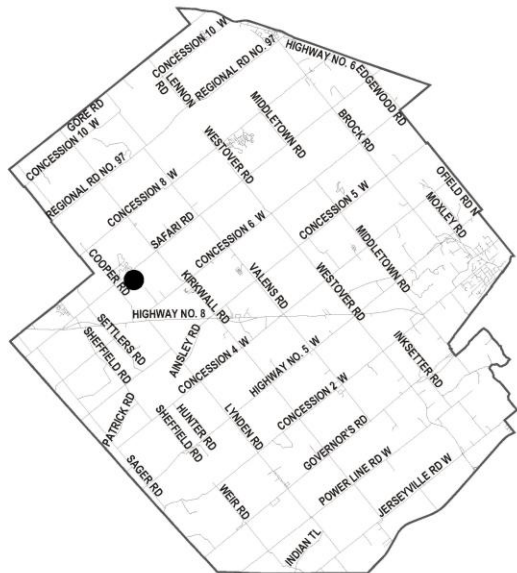 CONCESSION 10 W
HIGHWAY NO. 6
EDGEWOOD RD
LENNON
RD
REGIONAL RD NO. 97
GORE RD
CONCESSION 10 W
MIDDLETOWN RD
BROCK RD
WESTOVER RD
REGIONAL RD NO. 97
CONCESSION 8 W
OFIELD RD N
MOXLEY RD
SAFARI RD
CONCESSION 6 W
CONCESSION 5 W
MIDDLETOWN RD
COOPER RD
KIRKWALL RD
VALENS RD
WESTOVER RD
HIGHWAY NO. 8
SETTLERS RD
SHEFFIELD RD
AINSLEY RD
CONCESSION 4 W
HIGHWAY NO. 5 W
INKSETTER RD
CONCESSION 2 W
PATRICK RD
HUNTER RD
SHEFFIELD RD
LYNDEN RD
GOVERNOR'S RD
SAGER RD
WEIR RD
POWER LINE RD W
JERSEYVILLE RD W
INDIAN TL